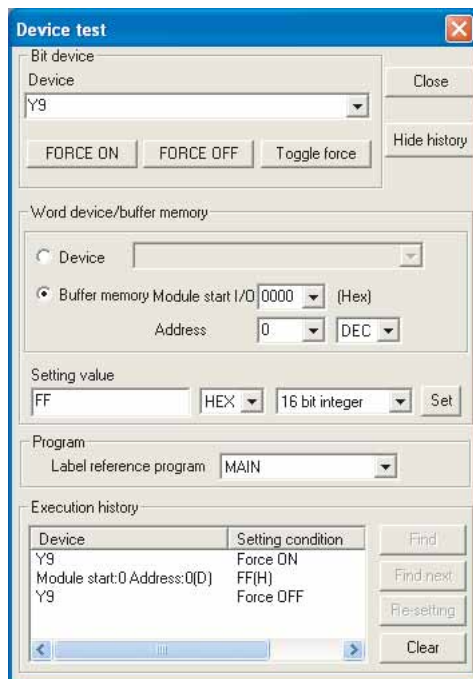 Device test
Bit device
Device
Close
Y9
FORCE ON FORCE OFF Toggle force
Hide history
Word device/buffer memory
Device
Buffer memory Module start I/O 0000 (Hex)
Address 0 DEC
Setting value
FF HEX 16 bit integer Set
Program
Label reference program MAIN
Execution history
Device Setting condition
Y9 Force ON
Module start:0 Address:0(D) FF(H)
Y9 Force OFF
Find
Find next
Re-setting
Clear